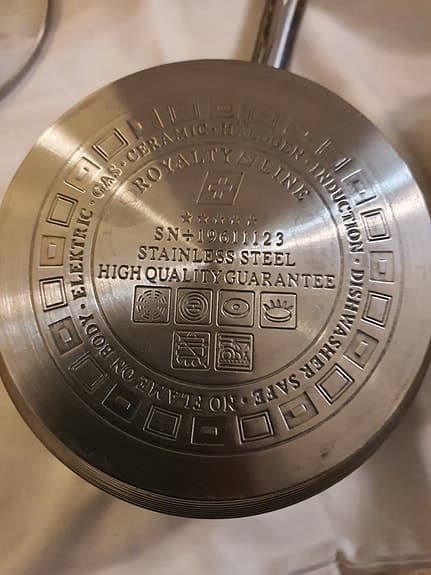 ELEKTRIC · GAS · CERAMIC · HALOGEN · INDUCTION · DISHWASHER SAFE · NO FLAME ON BODY ·
ROYALTY LINE
SN÷19611123
STAINLESS STEEL
HIGH QUALITY GUARANTEE